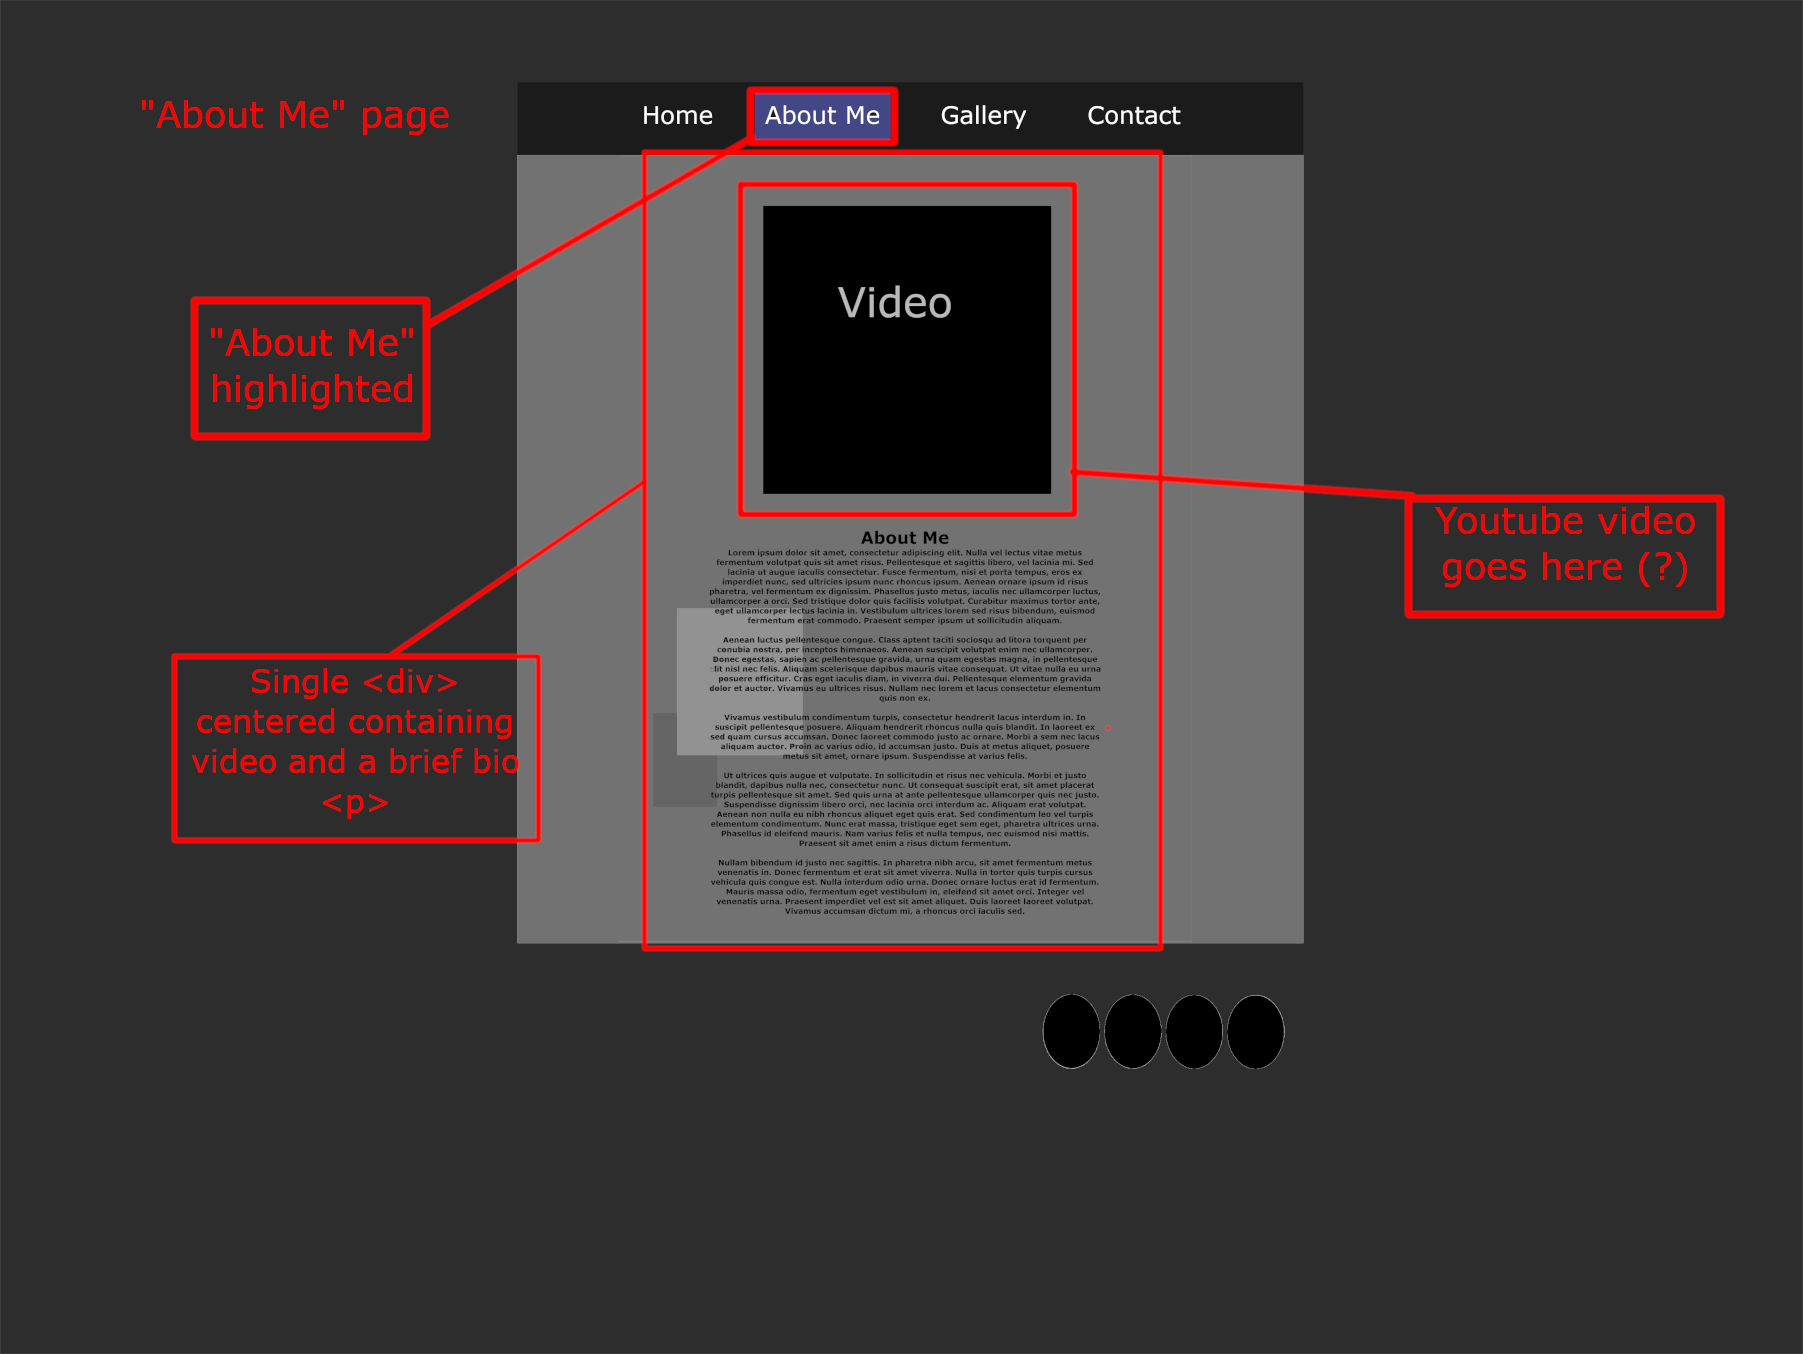 "About Me" page
Home
About Me
Gallery
Contact
Video
"About Me"
highlighted
Youtube video
goes here (?)
Single <div>
centered containing
video and a brief bio
<p>
About Me
Lorem ipsum dolor sit amet, consectetur adipiscing elit. Nulla vel lectus vitae metus
fermentum volutpat quis sit amet risus. Pellentesque et sagittis libero, vel lacinia mi. Sed
lacinia ut augue iaculis consectetur. Fusce fermentum, nisi et porta tempus, eros ex
imperdiet nunc, sed ultricies ipsum nunc rhoncus ipsum. Aenean ornare ipsum id risus
pharetra, vel fermentum ex dignissim. Phasellus justo metus, iaculis nec ullamcorper luctus,
ullamcorper a orci. Sed tristique dolor quis facilisis volutpat. Curabitur maximus tortor ante,
eget ullamcorper lectus lacinia in. Vestibulum ultrices lorem sed risus bibendum, euismod
fermentum erat commodo. Praesent semper ipsum ut sollicitudin aliquam.
Aenean luctus pellentesque congue. Class aptent taciti sociosqu ad litora torquent per
conubia nostra, per inceptos himenaeos. Aenean suscipit volutpat enim nec ullamcorper.
Donec egestas, sapien ac pellentesque gravida, urna quam egestas magna, in pellentesque
lit nisl nec felis. Aliquam scelerisque dapibus mauris vitae consequat. Ut vitae nulla eu urna
posuere efficitur. Cras eget iaculis diam, in viverra dui. Pellentesque elementum gravida
dolor et auctor. Vivamus eu ultrices risus. Nullam nec lorem et lacus consectetur elementum
quis non ex.
Vivamus vestibulum condimentum turpis, consectetur hendrerit lacus interdum in. In
suscipit pellentesque posuere. Aliquam hendrerit rhoncus nulla quis blandit. In laoreet ex
sed quam cursus accumsan. Donec laoreet commodo justo ac ornare. Morbi a sem nec lacus
aliquam auctor. Proin ac varius odio, id accumsan justo. Duis at metus aliquet, posuere
metus sit amet, ornare ipsum. Suspendisse at varius felis.
Ut ultrices quis augue et vulputate. In sollicitudin et risus nec vehicula. Morbi et justo
blandit, dapibus nulla nec, consectetur nunc. Ut consequat suscipit erat, sit amet placerat
turpis pellentesque sit amet. Sed quis urna at ante pellentesque ullamcorper quis nec justo.
Suspendisse dignissim libero orci, nec lacinia orci interdum ac. Aliquam erat volutpat.
Aenean non nulla eu nibh rhoncus aliquet eget quis erat. Sed condimentum leo vel turpis
elementum condimentum. Nunc erat massa, tristique eget sem eget, pharetra ultrices urna.
Phasellus id eleifend mauris. Nam varius felis et nulla tempus, nec euismod nisi mattis.
Praesent sit amet enim a risus dictum fermentum.
Nullam bibendum id justo nec sagittis. In pharetra nibh arcu, sit amet fermentum metus
venenatis in. Donec fermentum et erat sit amet viverra. Nulla in tortor quis turpis cursus
vehicula quis congue est. Nulla interdum odio urna. Donec ornare luctus erat id fermentum.
Mauris massa odio, fermentum eget vestibulum in, eleifend sit amet orci. Integer vel
venenatis urna. Praesent imperdiet vel est sit amet aliquet. Duis laoreet laoreet volutpat.
Vivamus accumsan dictum mi, a rhoncus orci iaculis sed.